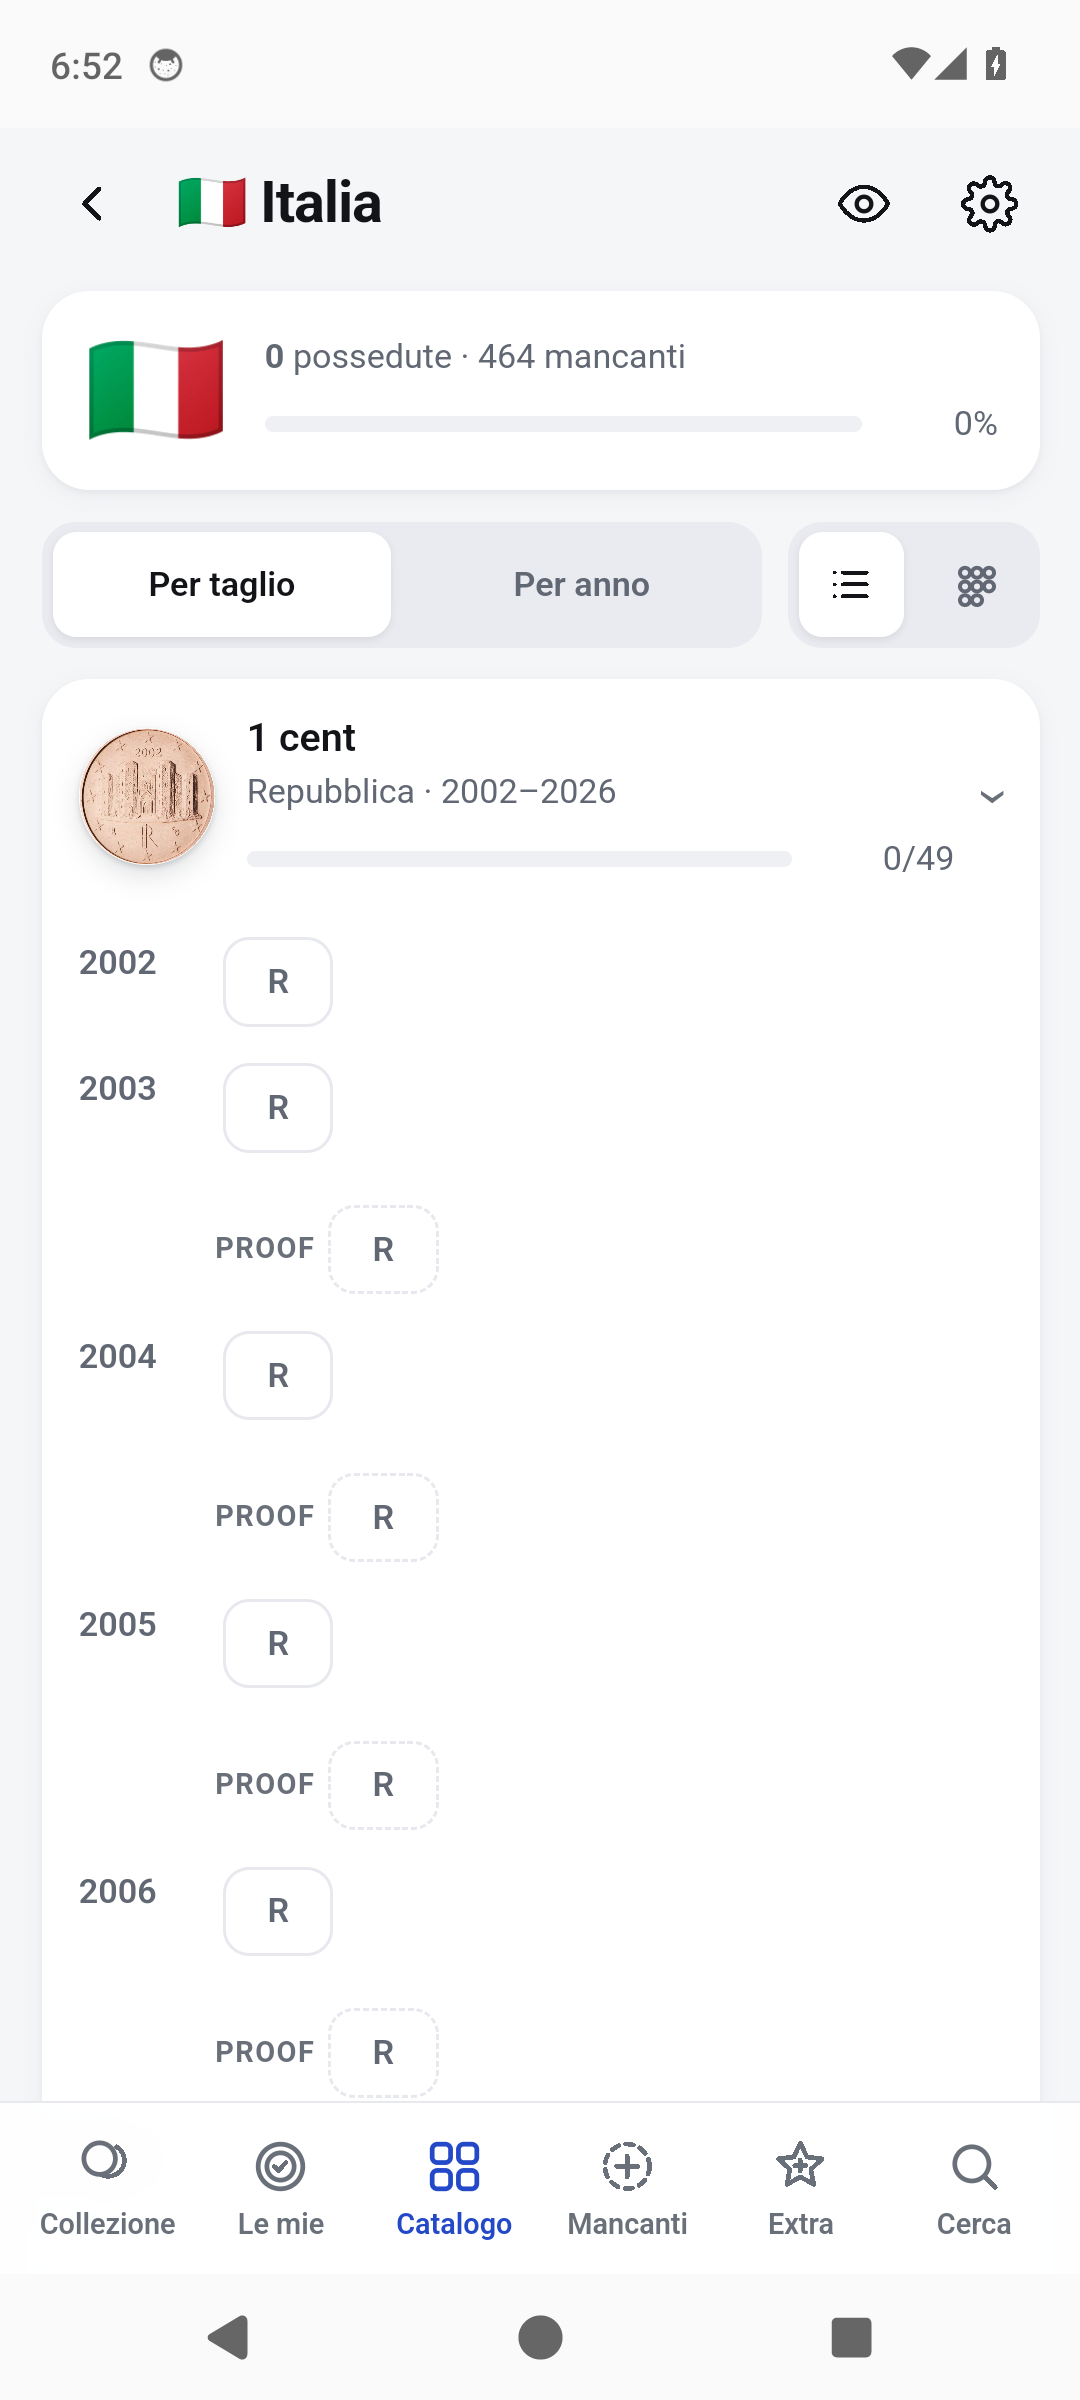 6:52
Italia
0 possedute · 464 mancanti
0%
Per taglio
Per anno
1 cent
Repubblica · 2002–2026
0/49
2002
R
2003
R
PROOF R
2004
R
PROOF R
2005
R
PROOF R
2006
R
PROOF R
Collezione
Le mie
Catalogo
Mancanti
Extra
Cerca